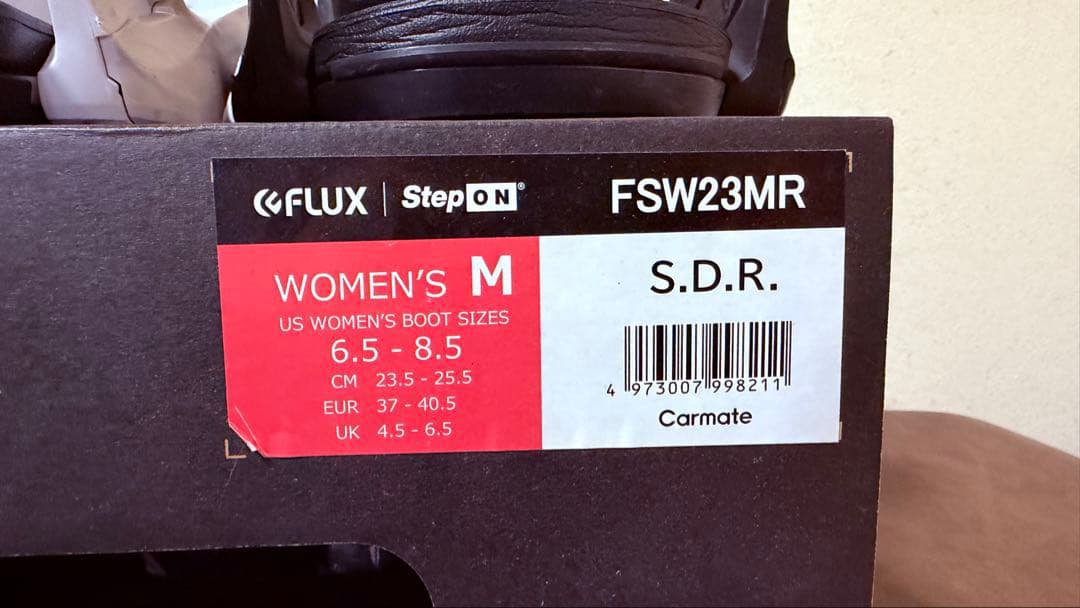 FLUX | StepON®
FSW23MR
WOMEN'S M
US WOMEN'S BOOT SIZES
6.5 - 8.5
CM 23.5 - 25.5
EUR 37 - 40.5
UK 4.5 - 6.5
S.D.R.
4 973007 998211
Carmate